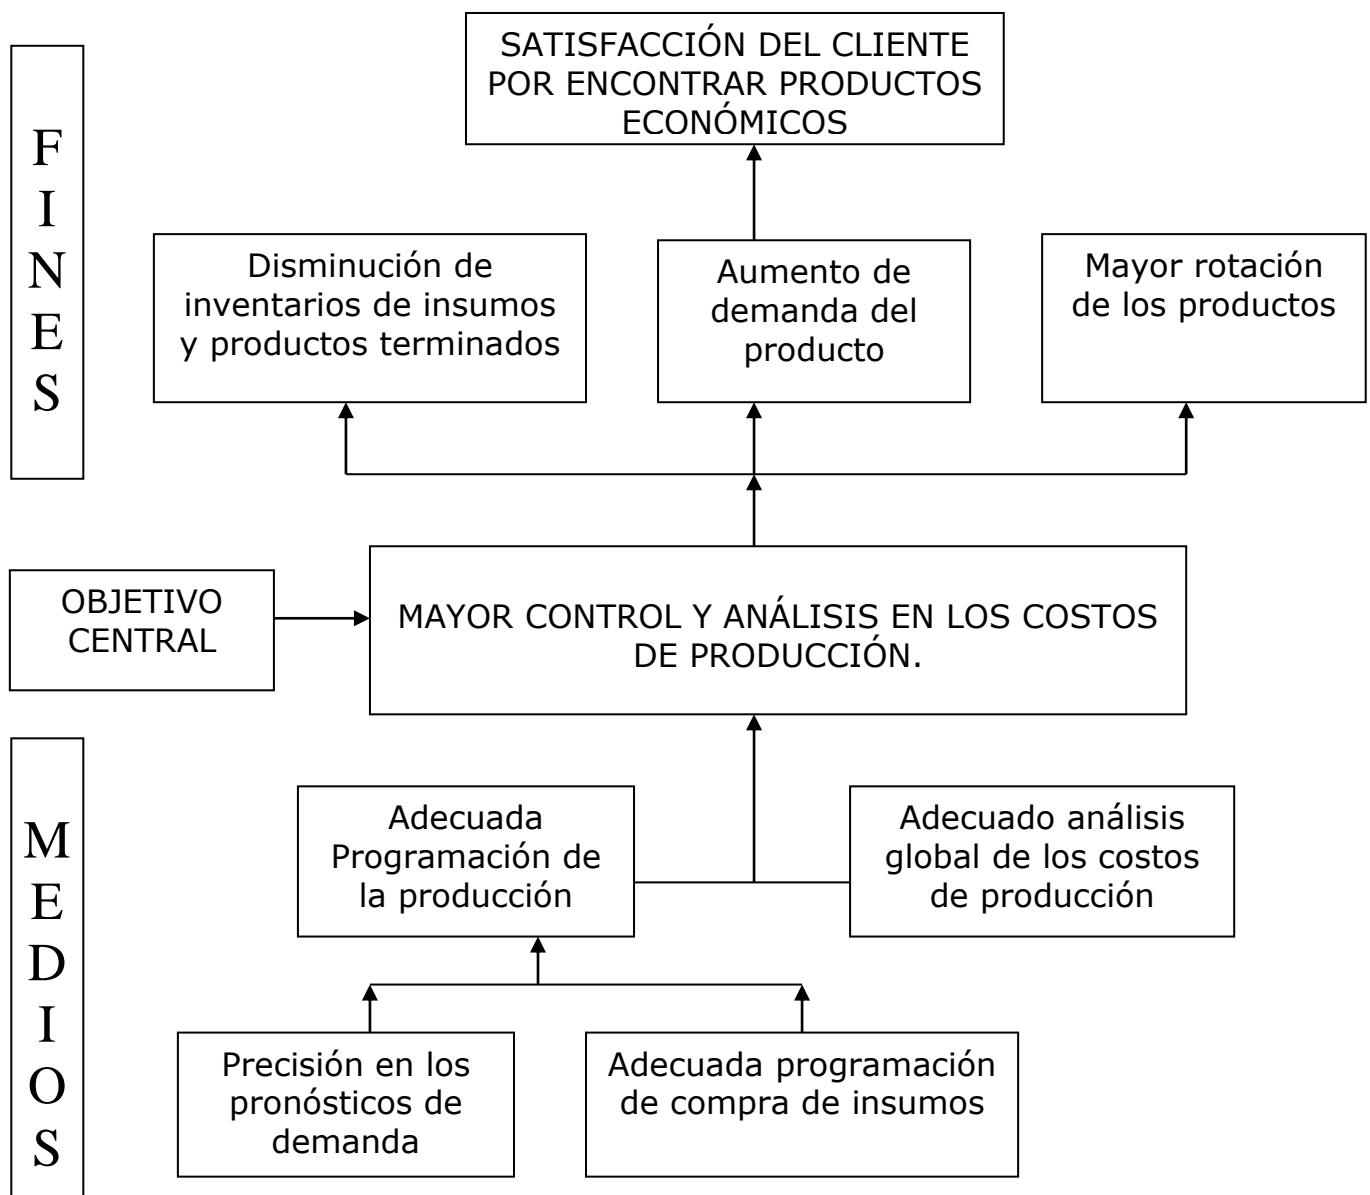 SATISFACCIÓN DEL CLIENTE
POR ENCONTRAR PRODUCTOS
ECONÓMICOS
F
I
N
E
S
Disminución de
inventarios de insumos
y productos terminados
Aumento de
demanda del
producto
Mayor rotación
de los productos
OBJETIVO
CENTRAL
MAYOR CONTROL Y ANÁLISIS EN LOS COSTOS
DE PRODUCCIÓN.
M
E
D
I
O
S
Adecuada
Programación de
la producción
Adecuado análisis
global de los costos
de producción
Precisión en los
pronósticos de
demanda
Adecuada programación
de compra de insumos